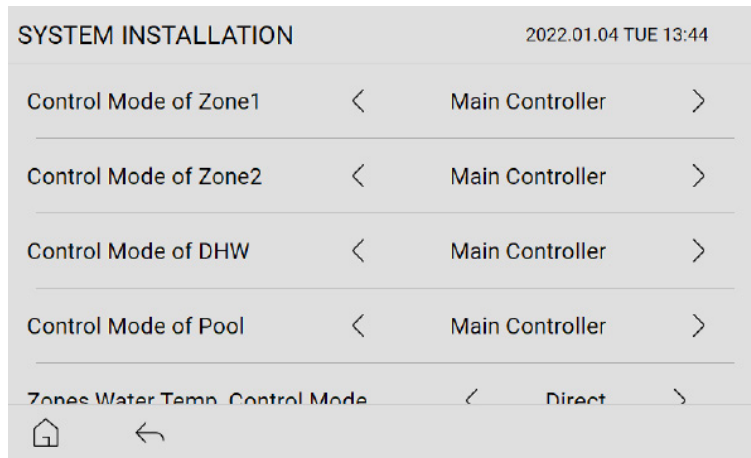 SYSTEM INSTALLATION 2022.01.04 TUE 13:44
Control Mode of Zone1 Main Controller
Control Mode of Zone2 Main Controller
Control Mode of DHW Main Controller
Control Mode of Pool Main Controller
Zones Water Temp. Control Mode Direct